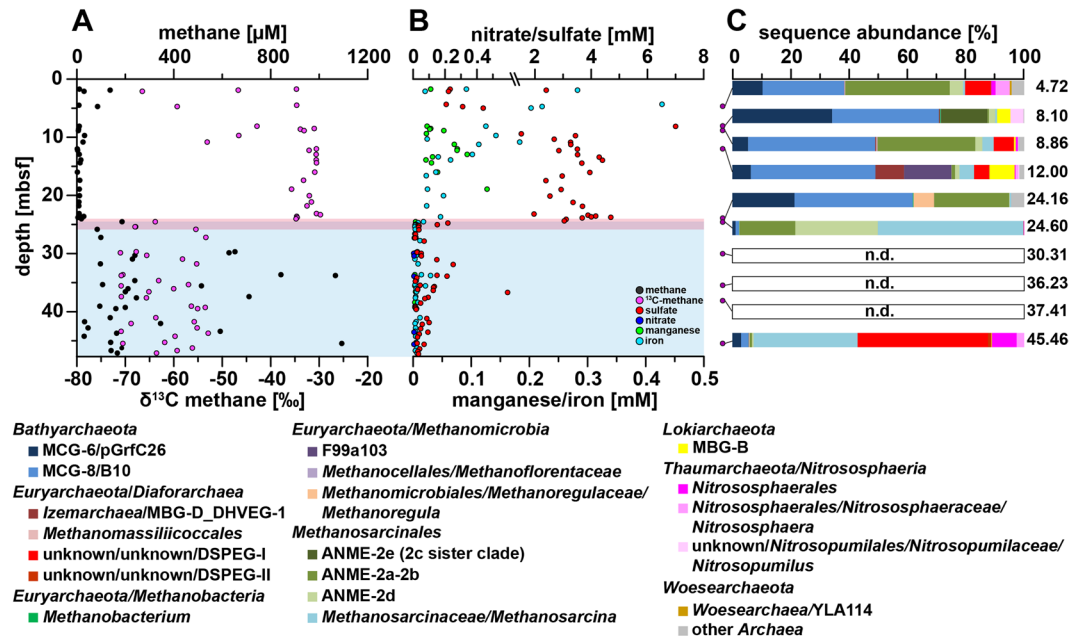 A
B
C
methane [µM]
nitrate/sulfate [mM]
sequence abundance [%]
0 400 800 1200
0 0.2 0.4 2 4 6
0 20 40 60 80 100
depth [mbsf]
0
10
20
30
40
methane
¹³C-methane
sulfate
nitrate
manganese
iron
4.72
8.10
8.86
12.00
24.16
24.60
n.d. 30.31
n.d. 36.23
n.d. 37.41
45.46
-80 -70 -60 -50 -40 -30 -20
0 0.1 0.2 0.3 0.4 0.5
δ¹³C methane [‰]
manganese/iron [mM]
Bathyarchaeota
MCG-6/pGrfC26
MCG-8/B10
Euryarchaeota/Diaforarchaea
Izemarchaea/MBG-D_DHVEG-1
Methanomassiliicoccales
unknown/unknown/DSPEG-I
unknown/unknown/DSPEG-II
Euryarchaeota/Methanobacteria
Methanobacterium
Euryarchaeota/Methanomicrobia
F99a103
Methanocellales/Methanoflorentaceae
Methanomicrobiales/Methanoregulaceae/
Methanoregula
Methanosarcinales
ANME-2e (2c sister clade)
ANME-2a-2b
ANME-2d
Methanosarcinaceae/Methanosarcina
Lokiarchaeota
MBG-B
Thaumarchaeota/Nitrososphaeria
Nitrososphaerales
Nitrososphaerales/Nitrososphaeraceae/
Nitrososphaera
unknown/Nitrosopumilales/Nitrosopumilaceae/
Nitrosopumilus
Woesearchaeota
Woesearchaea/YLA114
other Archaea